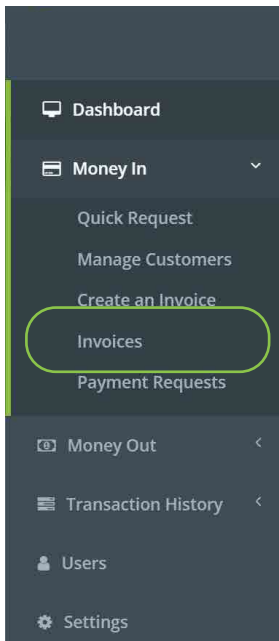 Dashboard
Money In
Quick Request
Manage Customers
Create an Invoice
Invoices
Payment Requests
Money Out
Transaction History
Users
Settings